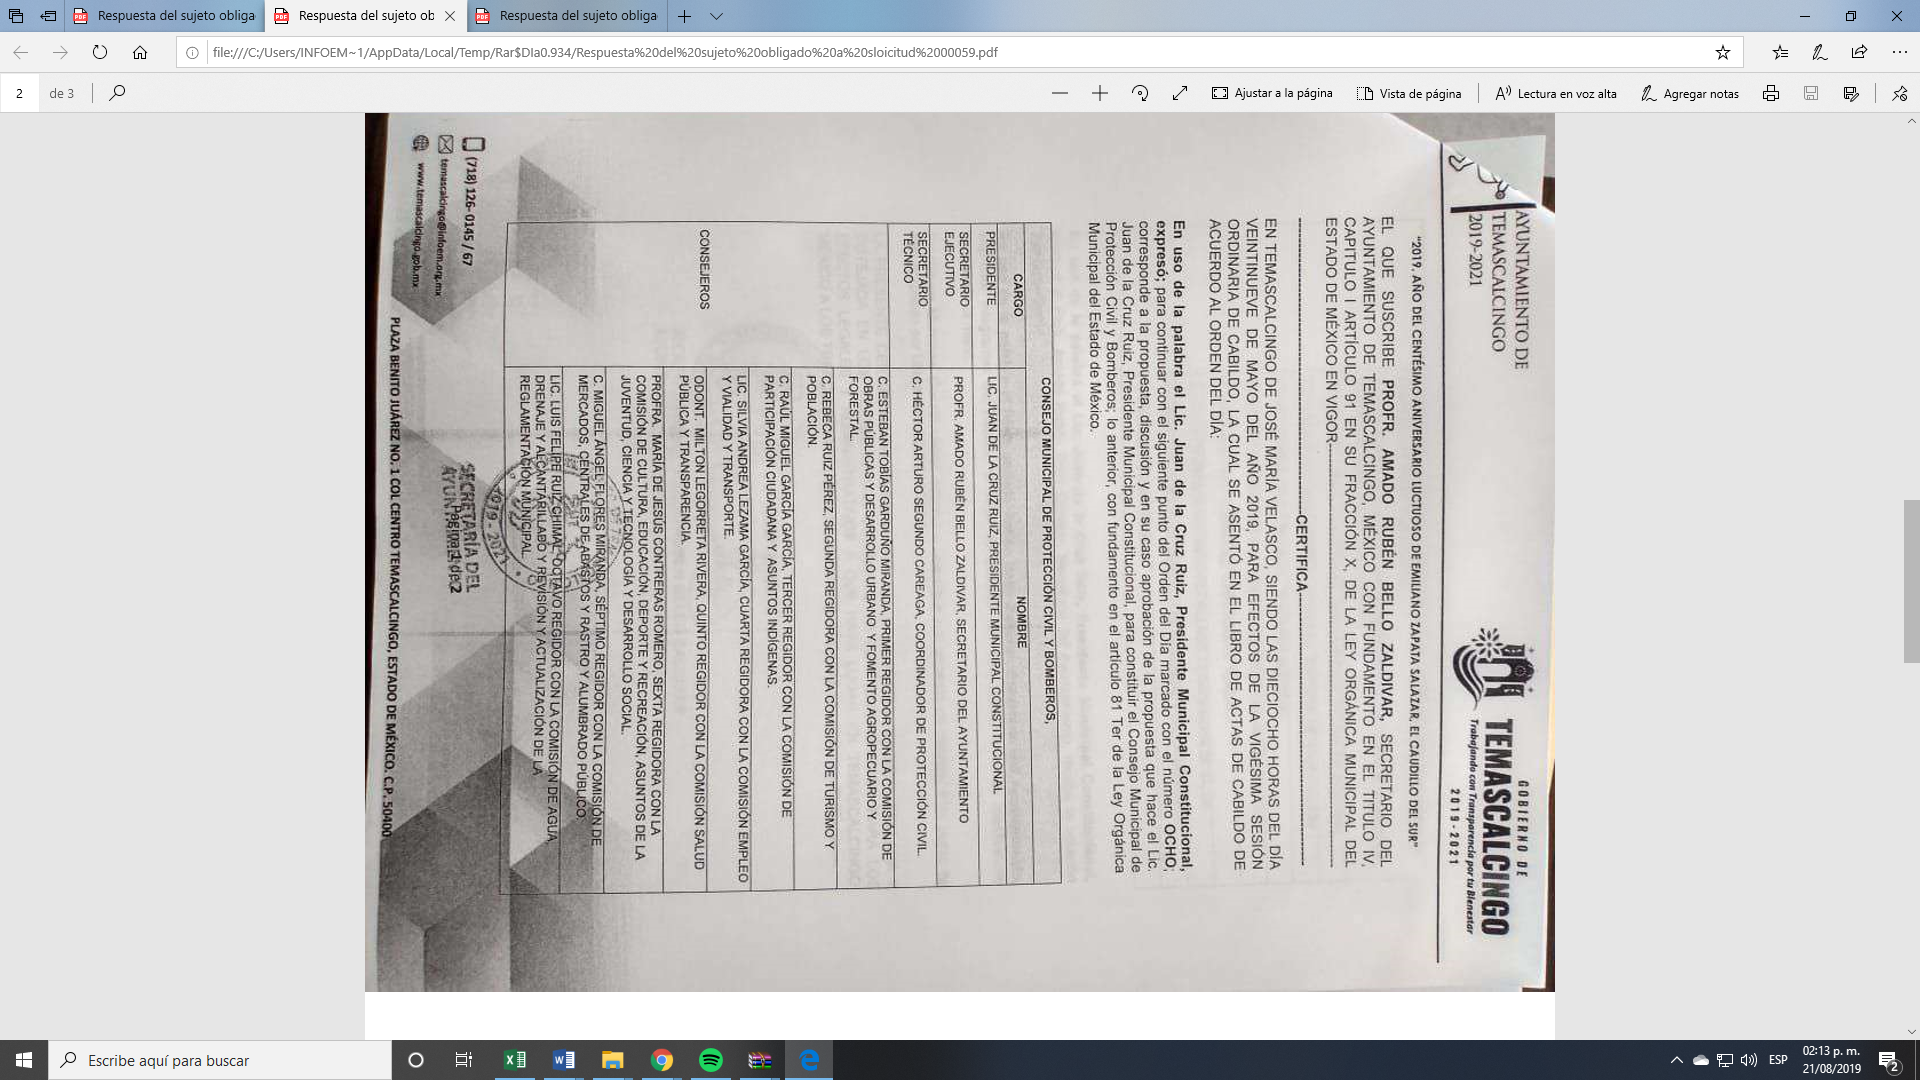 Respuesta del sujeto obliga
Respuesta del sujeto ob
Respuesta del sujeto obliga
file:///C:/Users/INFOEM~1/AppData/Local/Temp/Rar$DIa0.934/Respuesta%20del%20sujeto%20obligado%20a%20sloicitud%2000059.pdf
2 de 3
Ajustar a la página
Vista de página
Lectura en voz alta
Agregar notas
AYUNTAMIENTO DE
TEMASCALCINGO
2019-2021
GOBIERNO DE
TEMASCALCINGO
Trabajando con Transparencia por tu Bienestar
2019-2021
"2019. AÑO DEL CENTÉSIMO ANIVERSARIO LUCTUOSO DE EMILIANO ZAPATA SALAZAR. EL CAUDILLO DEL SUR"
EL QUE SUSCRIBE PROFR. AMADO RUBÉN BELLO ZALDIVAR, SECRETARIO DEL
AYUNTAMIENTO DE TEMASCALCINGO, MÉXICO CON FUNDAMENTO EN EL TITULO IV,
CAPITULO I ARTÍCULO 91 EN SU FRACCIÓN X, DE LA LEY ORGÁNICA MUNICIPAL DEL
ESTADO DE MÉXICO EN VIGOR------------------------------
------------------------------CERTIFICA------------------------------
EN TEMASCALCINGO DE JOSÉ MARÍA VELASCO, SIENDO LAS DIECIOCHO HORAS DEL DÍA
VEINTINUEVE DE MAYO DEL AÑO 2019, PARA EFECTOS DE LA VIGÉSIMA SESIÓN
ORDINARIA DE CABILDO, LA CUAL SE ASENTÓ EN EL LIBRO DE ACTAS DE CABILDO DE
ACUERDO AL ORDEN DEL DÍA:
En uso de la palabra el Lic. Juan de la Cruz Ruiz, Presidente Municipal Constitucional,
expresó; para continuar con el siguiente punto del Orden del Día marcado con el número OCHO;
corresponde a la propuesta, discusión y en su caso aprobación de la propuesta que hace el Lic.
Juan de la Cruz Ruiz, Presidente Municipal Constitucional, para constituir el Consejo Municipal de
Protección Civil y Bomberos; lo anterior, con fundamento en el artículo 81 Ter de la Ley Orgánica
Municipal del Estado de México.
CONSEJO MUNICIPAL DE PROTECCIÓN CIVIL Y BOMBEROS,
CARGO NOMBRE
PRESIDENTE LIC. JUAN DE LA CRUZ RUIZ, PRESIDENTE MUNICIPAL CONSTITUCIONAL
SECRETARIO
EJECUTIVO
PROFR. AMADO RUBÉN BELLO ZALDIVAR, SECRETARIO DEL AYUNTAMIENTO
SECRETARIO
TÉCNICO
C. HÉCTOR ARTURO SEGUNDO CAREAGA, COORDINADOR DE PROTECCIÓN CIVIL.
CONSEJEROS
C. ESTEBAN TOBÍAS GARDUÑO MIRANDA, PRIMER REGIDOR CON LA COMISIÓN DE
OBRAS PÚBLICAS Y DESARROLLO URBANO Y FOMENTO AGROPECUARIO Y
FORESTAL.
C. REBECA RUIZ PÉREZ, SEGUNDA REGIDORA CON LA COMISIÓN DE TURISMO Y
POBLACIÓN.
C. RAÚL MIGUEL GARCÍA GARCÍA, TERCER REGIDOR CON LA COMISIÓN DE
PARTICIPACIÓN CIUDADANA Y ASUNTOS INDÍGENAS.
LIC. SILVIA ANDREA LEZAMA GARCÍA, CUARTA REGIDORA CON LA COMISIÓN EMPLEO
Y VIALIDAD Y TRANSPORTE.
ODONT. MILTON LEGORRETA RIVERA, QUINTO REGIDOR CON LA COMISIÓN SALUD
PÚBLICA Y TRANSPARENCIA.
PROFRA. MARÍA DE JESÚS CONTRERAS ROMERO, SEXTA REGIDORA CON LA
COMISIÓN DE CULTURA, EDUCACIÓN, DEPORTE Y RECREACIÓN, ASUNTOS DE LA
JUVENTUD, CIENCIA Y TECNOLOGÍA Y DESARROLLO SOCIAL.
C. MIGUEL ÁNGEL FLORES MIRANDA, SÉPTIMO REGIDOR CON LA COMISIÓN DE
MERCADOS, CENTRALES DE ABASTOS Y RASTRO Y ALUMBRADO PÚBLICO.
LIC. LUIS FELIPE RUIZ CHIMAL, OCTAVO REGIDOR CON LA COMISIÓN DE AGUA,
DRENAJE Y ALCANTARILLADO Y REVISIÓN Y ACTUALIZACIÓN DE LA
REGLAMENTACIÓN MUNICIPAL.
2019 - 2021
SECRETARÍA DEL
AYUNTAMIENTO
Página 1 de 2
(718) 126- 0145 / 67
temascalcingo@infoem.org.mx
www.temascalcingo.gob.mx
PLAZA BENITO JUÁREZ NO. 1 COL CENTRO TEMASCALCINGO, ESTADO DE MÉXICO. C.P. 50400
Escribe aquí para buscar
ESP
02:13 p. m.
21/08/2019
2